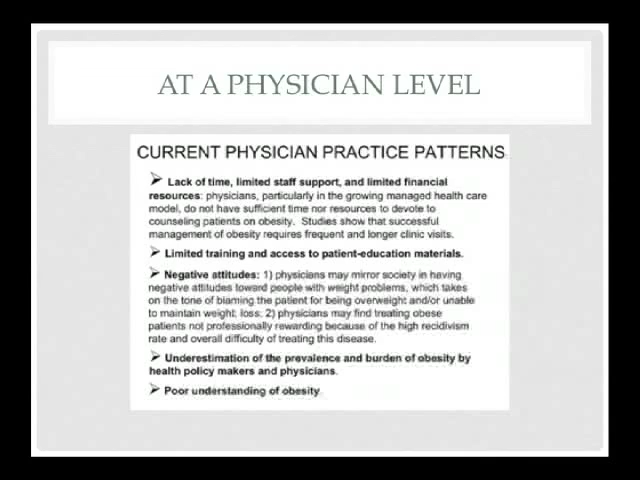 AT A PHYSICIAN LEVEL
CURRENT PHYSICIAN PRACTICE PATTERNS
➢ Lack of time, limited staff support, and limited financial
resources: physicians, particularly in the growing managed health care
model, do not have sufficient time nor resources to devote to
counseling patients on obesity. Studies show that successful
management of obesity requires frequent and longer clinic visits.
➢ Limited training and access to patient-education materials.
➢ Negative attitudes: 1) physicians may mirror society in having
negative attitudes toward people with weight problems, which takes
on the tone of blaming the patient for being overweight and/or unable
to maintain weight; loss; 2) physicians may find treating obese
patients not professionally rewarding because of the high recidivism
rate and overall difficulty of treating this disease.
➢ Underestimation of the prevalence and burden of obesity by
health policy makers and physicians.
➢ Poor understanding of obesity.